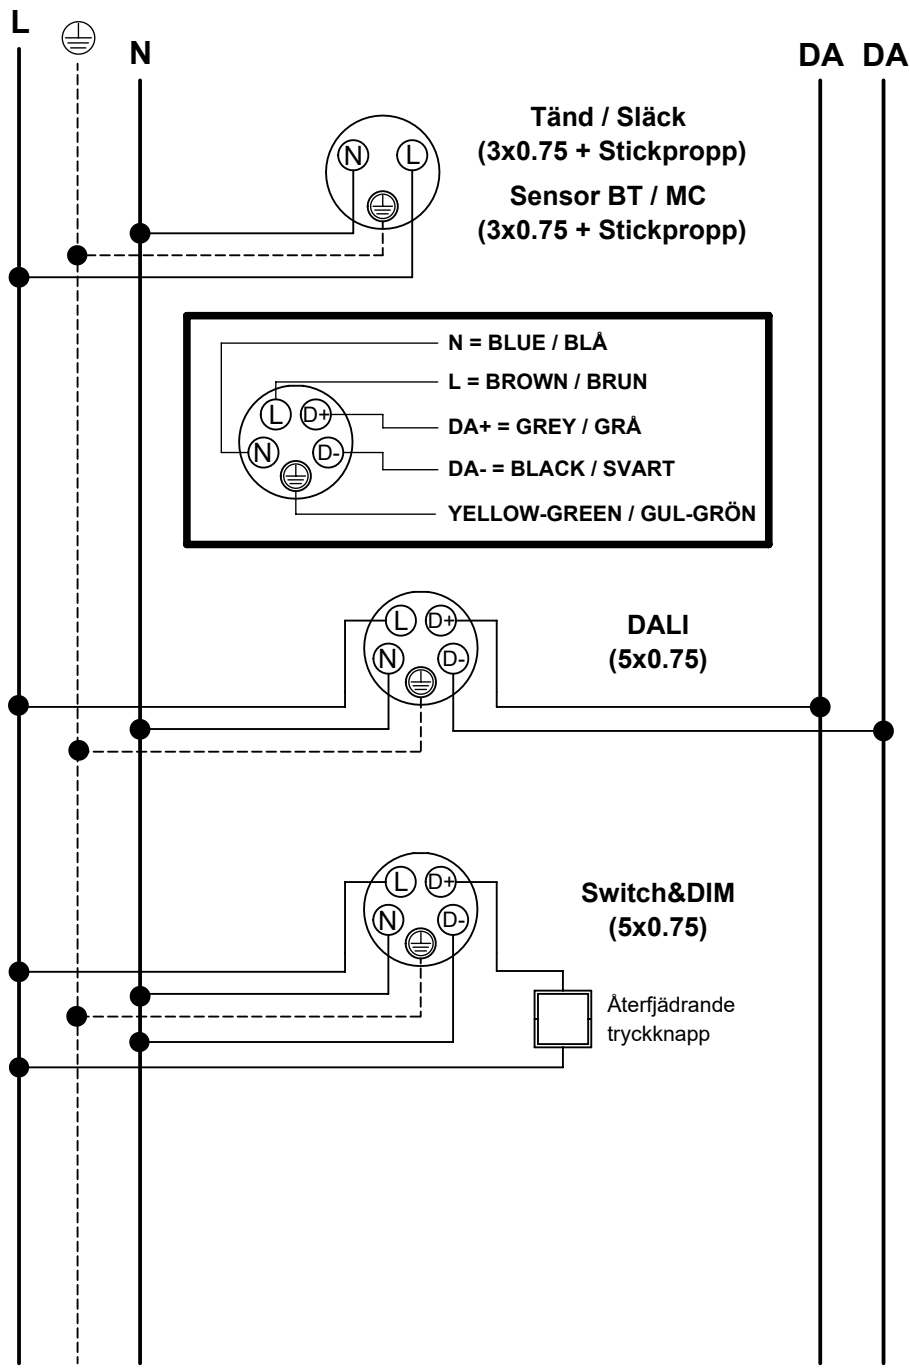 L
N
DA DA
Tänd / Släck
(3x0.75 + Stickpropp)
N L
Sensor BT / MC
(3x0.75 + Stickpropp)
N = BLUE / BLÅ
L = BROWN / BRUN
L D+
DA+ = GREY / GRÅ
N D-
DA- = BLACK / SVART
YELLOW-GREEN / GUL-GRÖN
L D+
N D-
DALI
(5x0.75)
L D+
N D-
Switch&DIM
(5x0.75)
Återfjädrande
tryckknapp